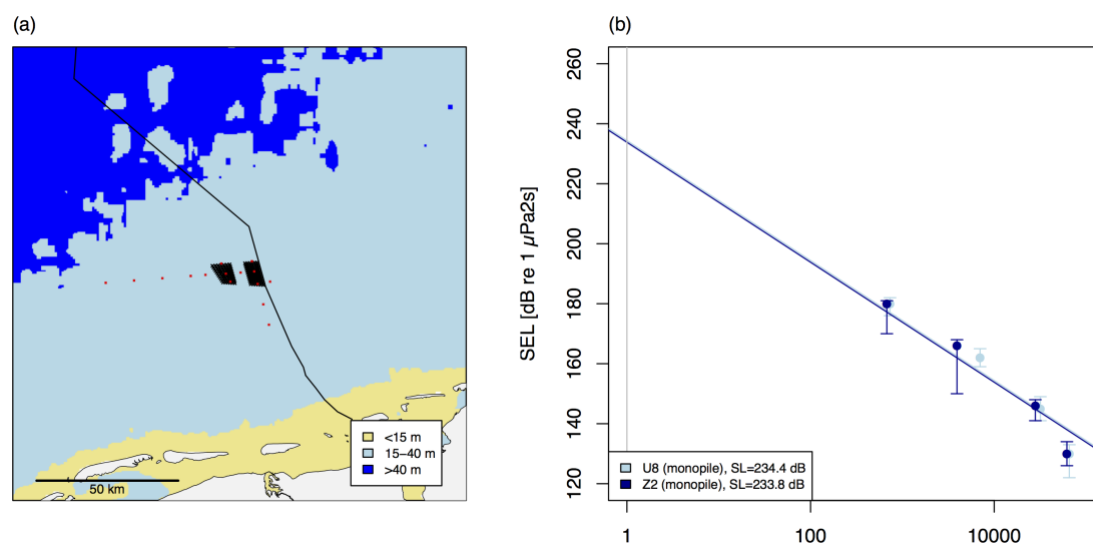 (a)
<15 m
15–40 m
>40 m
50 km
(b)
SEL [dB re 1 µPa2s]
260
240
220
200
180
160
140
120
U8 (monopile), SL=234.4 dB
Z2 (monopile), SL=233.8 dB
1
100
10000